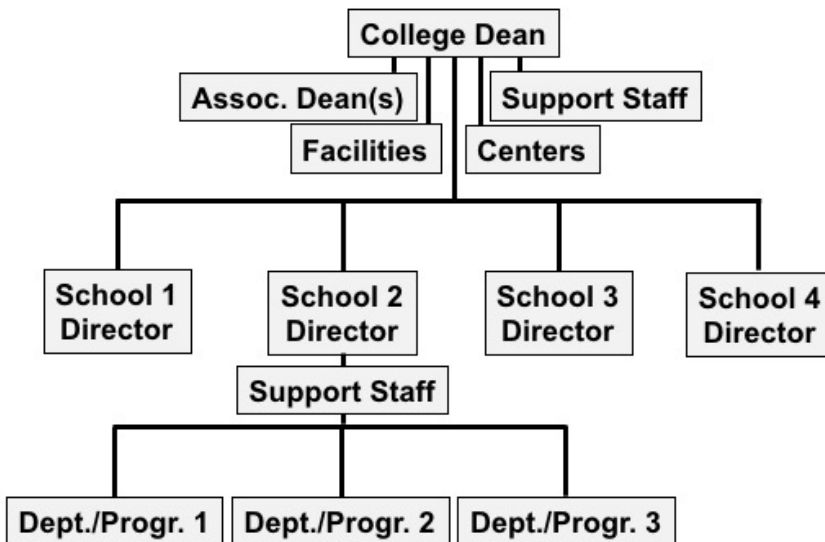 College Dean
Assoc. Dean(s)
Support Staff
Facilities
Centers
School 1
Director
School 2
Director
School 3
Director
School 4
Director
Support Staff
Dept./Progr. 1
Dept./Progr. 2
Dept./Progr. 3